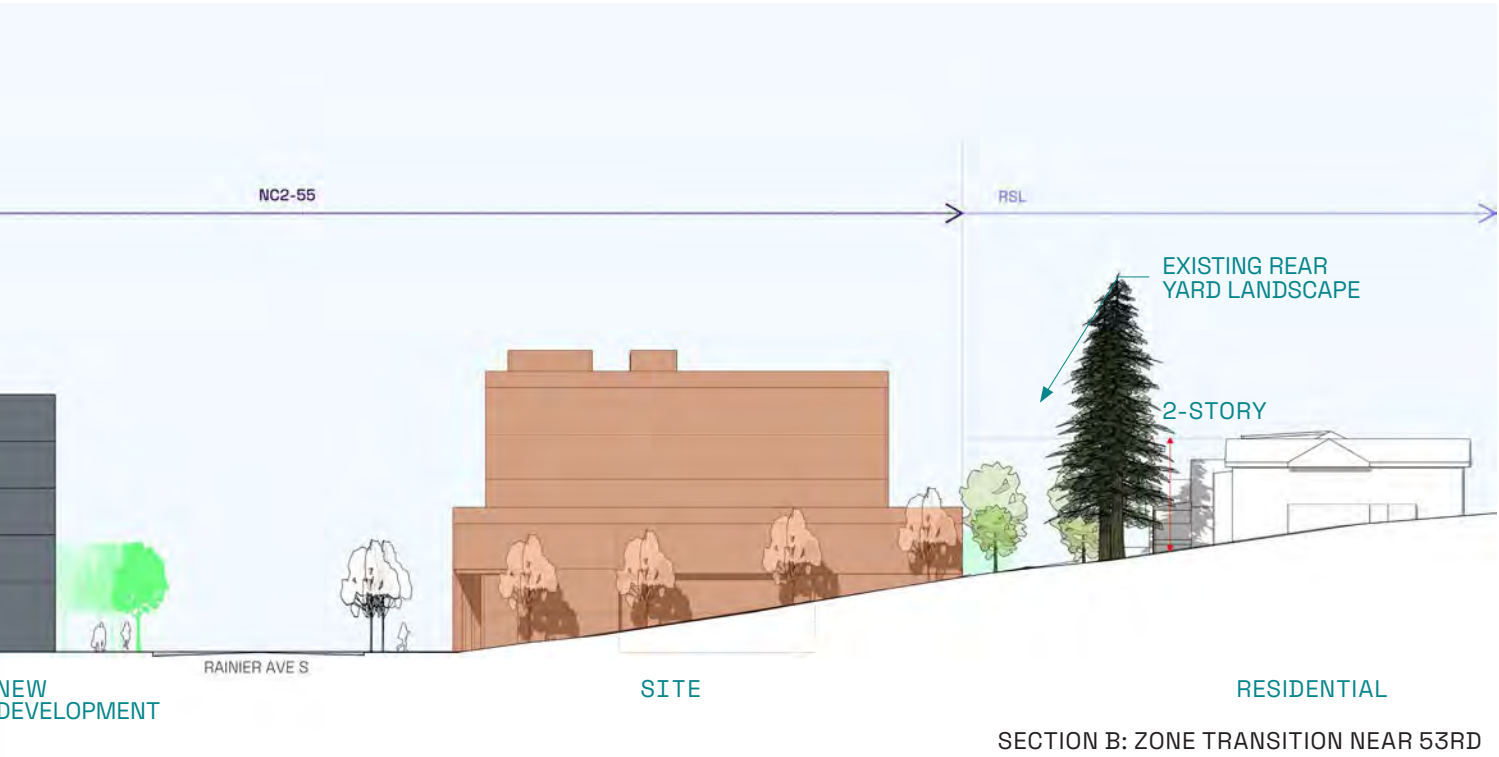 NC2-55
RSL
EXISTING REAR
YARD LANDSCAPE
2-STORY
RAINIER AVE S
NEW
DEVELOPMENT
SITE
RESIDENTIAL
SECTION B: ZONE TRANSITION NEAR 53RD